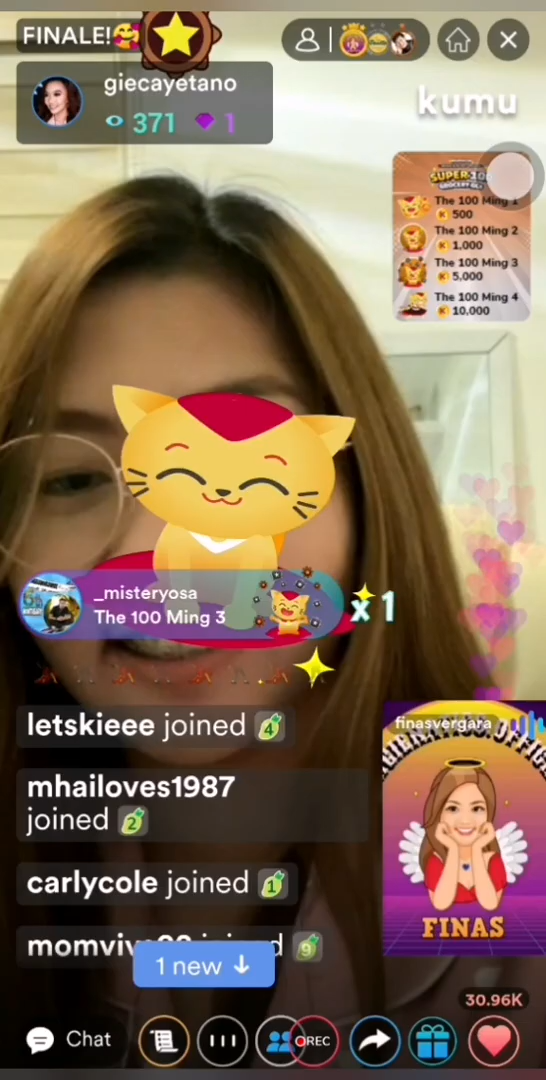 FINALE!🥰
giecayetano
371
1
kumu
SUPER 100
The 100 Ming 1
500
The 100 Ming 2
1,000
The 100 Ming 3
5,000
The 100 Ming 4
10,000
_misteryosa
The 100 Ming 3
x 1
letskieee joined 4
mhailoves1987
joined 2
carlycole joined 1
9
1 new ↓
finasvergara
FINAS
30.96K
Chat
REC